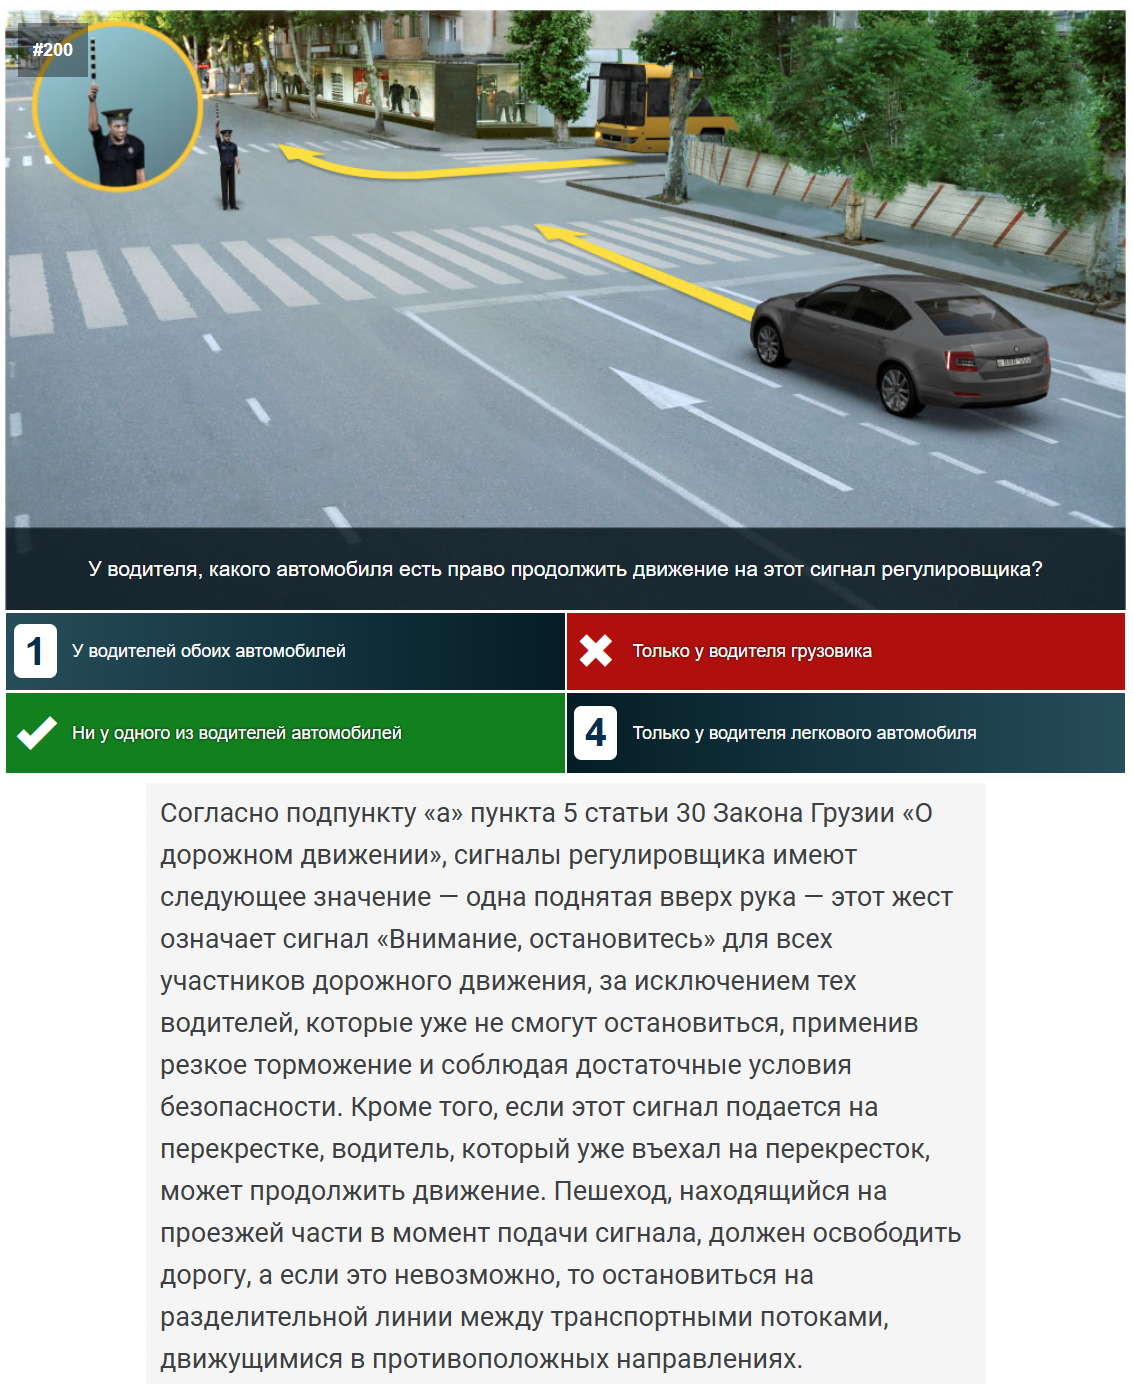 #200
У водителя, какого автомобиля есть право продолжить движение на этот сигнал регулировщика?
1 У водителей обоих автомобилей
Только у водителя грузовика
Ни у одного из водителей автомобилей
4 Только у водителя легкового автомобиля
Согласно подпункту «а» пункта 5 статьи 30 Закона Грузии «О
дорожном движении», сигналы регулировщика имеют
следующее значение — одна поднятая вверх рука — этот жест
означает сигнал «Внимание, остановитесь» для всех
участников дорожного движения, за исключением тех
водителей, которые уже не смогут остановиться, применив
резкое торможение и соблюдая достаточные условия
безопасности. Кроме того, если этот сигнал подается на
перекрестке, водитель, который уже въехал на перекресток,
может продолжить движение. Пешеход, находящийся на
проезжей части в момент подачи сигнала, должен освободить
дорогу, а если это невозможно, то остановиться на
разделительной линии между транспортными потоками,
движущимися в противоположных направлениях.